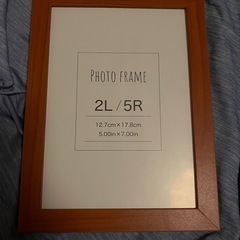 PHOTO FRAME
2L/5R
12.7cm×17.8cm
5.00in×7.00in